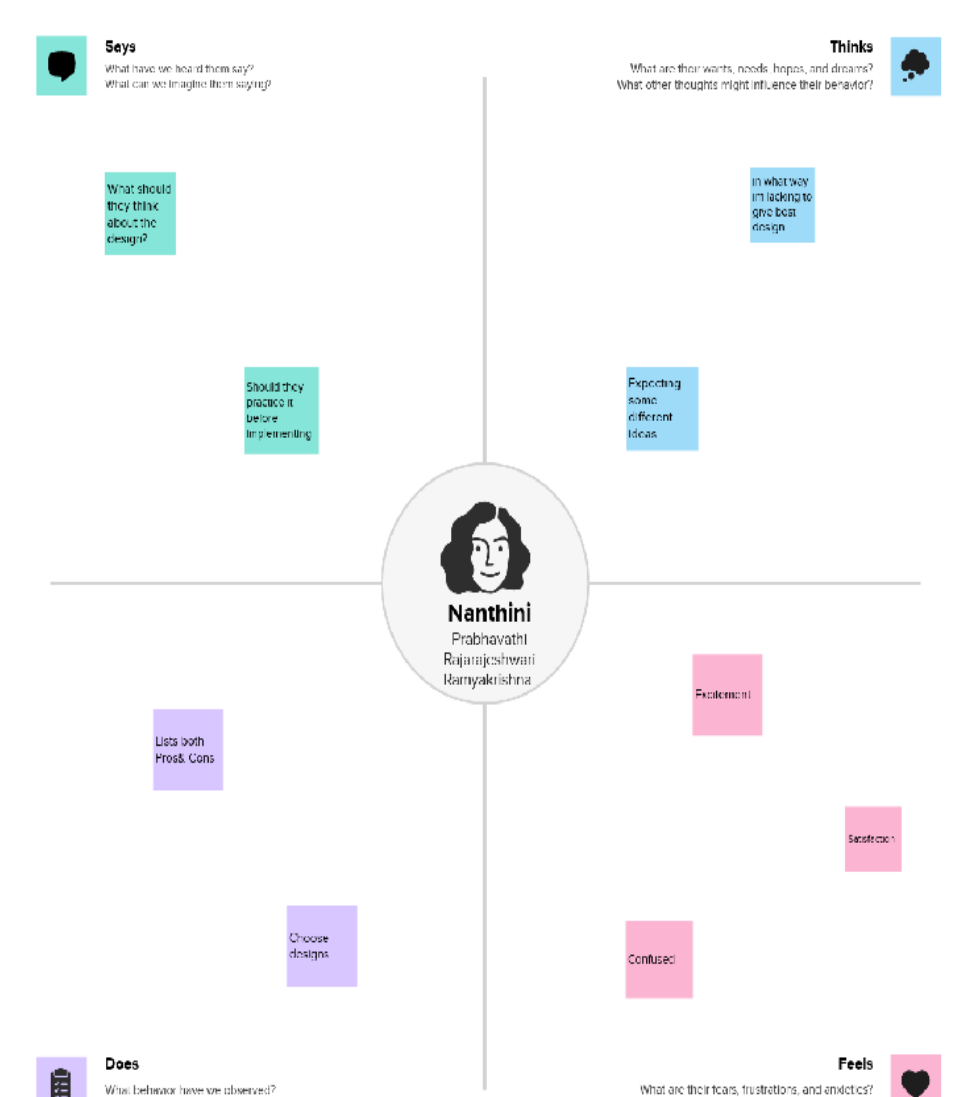 Says
What have we heard them say?
What can we imagine them saying?
Thinks
What are their wants, needs, hopes, and dreams?
What other thoughts might influence their behavior?
What should
they think
about the
design?
in what way
im lacking to
give best
design
Should they
practice it
before
implementing
Expecting
some
different
ideas
Nanthini
Prabhavathi
Rajarajeshwari
Ramyakrishna
Lists both
Pros& Cons
Choose
designs
Excitement
Satisfaction
Confused
Does
What behavior have we observed?
Feels
What are their fears, frustrations, and anxieties?